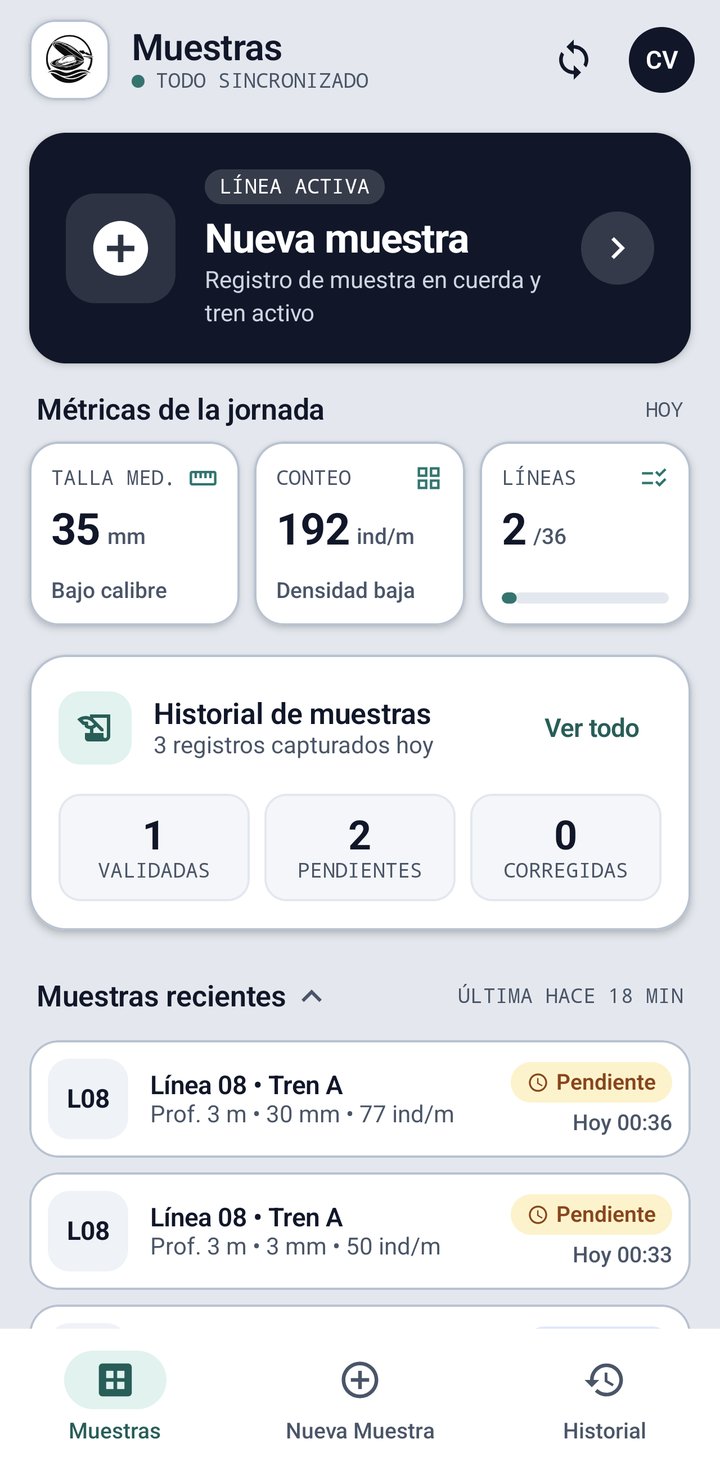 Muestras
TODO SINCRONIZADO
CV
LÍNEA ACTIVA
Nueva muestra
Registro de muestra en cuerda y
tren activo
Métricas de la jornada
HOY
TALLA MED.
35 mm
Bajo calibre
CONTEO
192 ind/m
Densidad baja
LÍNEAS
2 /36
Historial de muestras
3 registros capturados hoy
Ver todo
1
VALIDADAS
2
PENDIENTES
0
CORREGIDAS
Muestras recientes
ÚLTIMA HACE 18 MIN
L08
Línea 08 • Tren A
Prof. 3 m • 30 mm • 77 ind/m
Pendiente
Hoy 00:36
L08
Línea 08 • Tren A
Prof. 3 m • 3 mm • 50 ind/m
Pendiente
Hoy 00:33
Muestras
Nueva Muestra
Historial